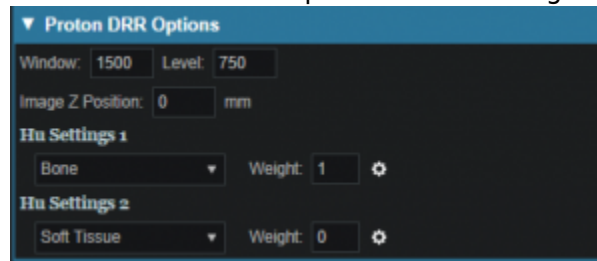 ▼ Proton DRR Options
Window: 1500 Level: 750
Image Z Position: 0 mm
Hu Settings 1
Bone Weight: 1
Hu Settings 2
Soft Tissue Weight: 0